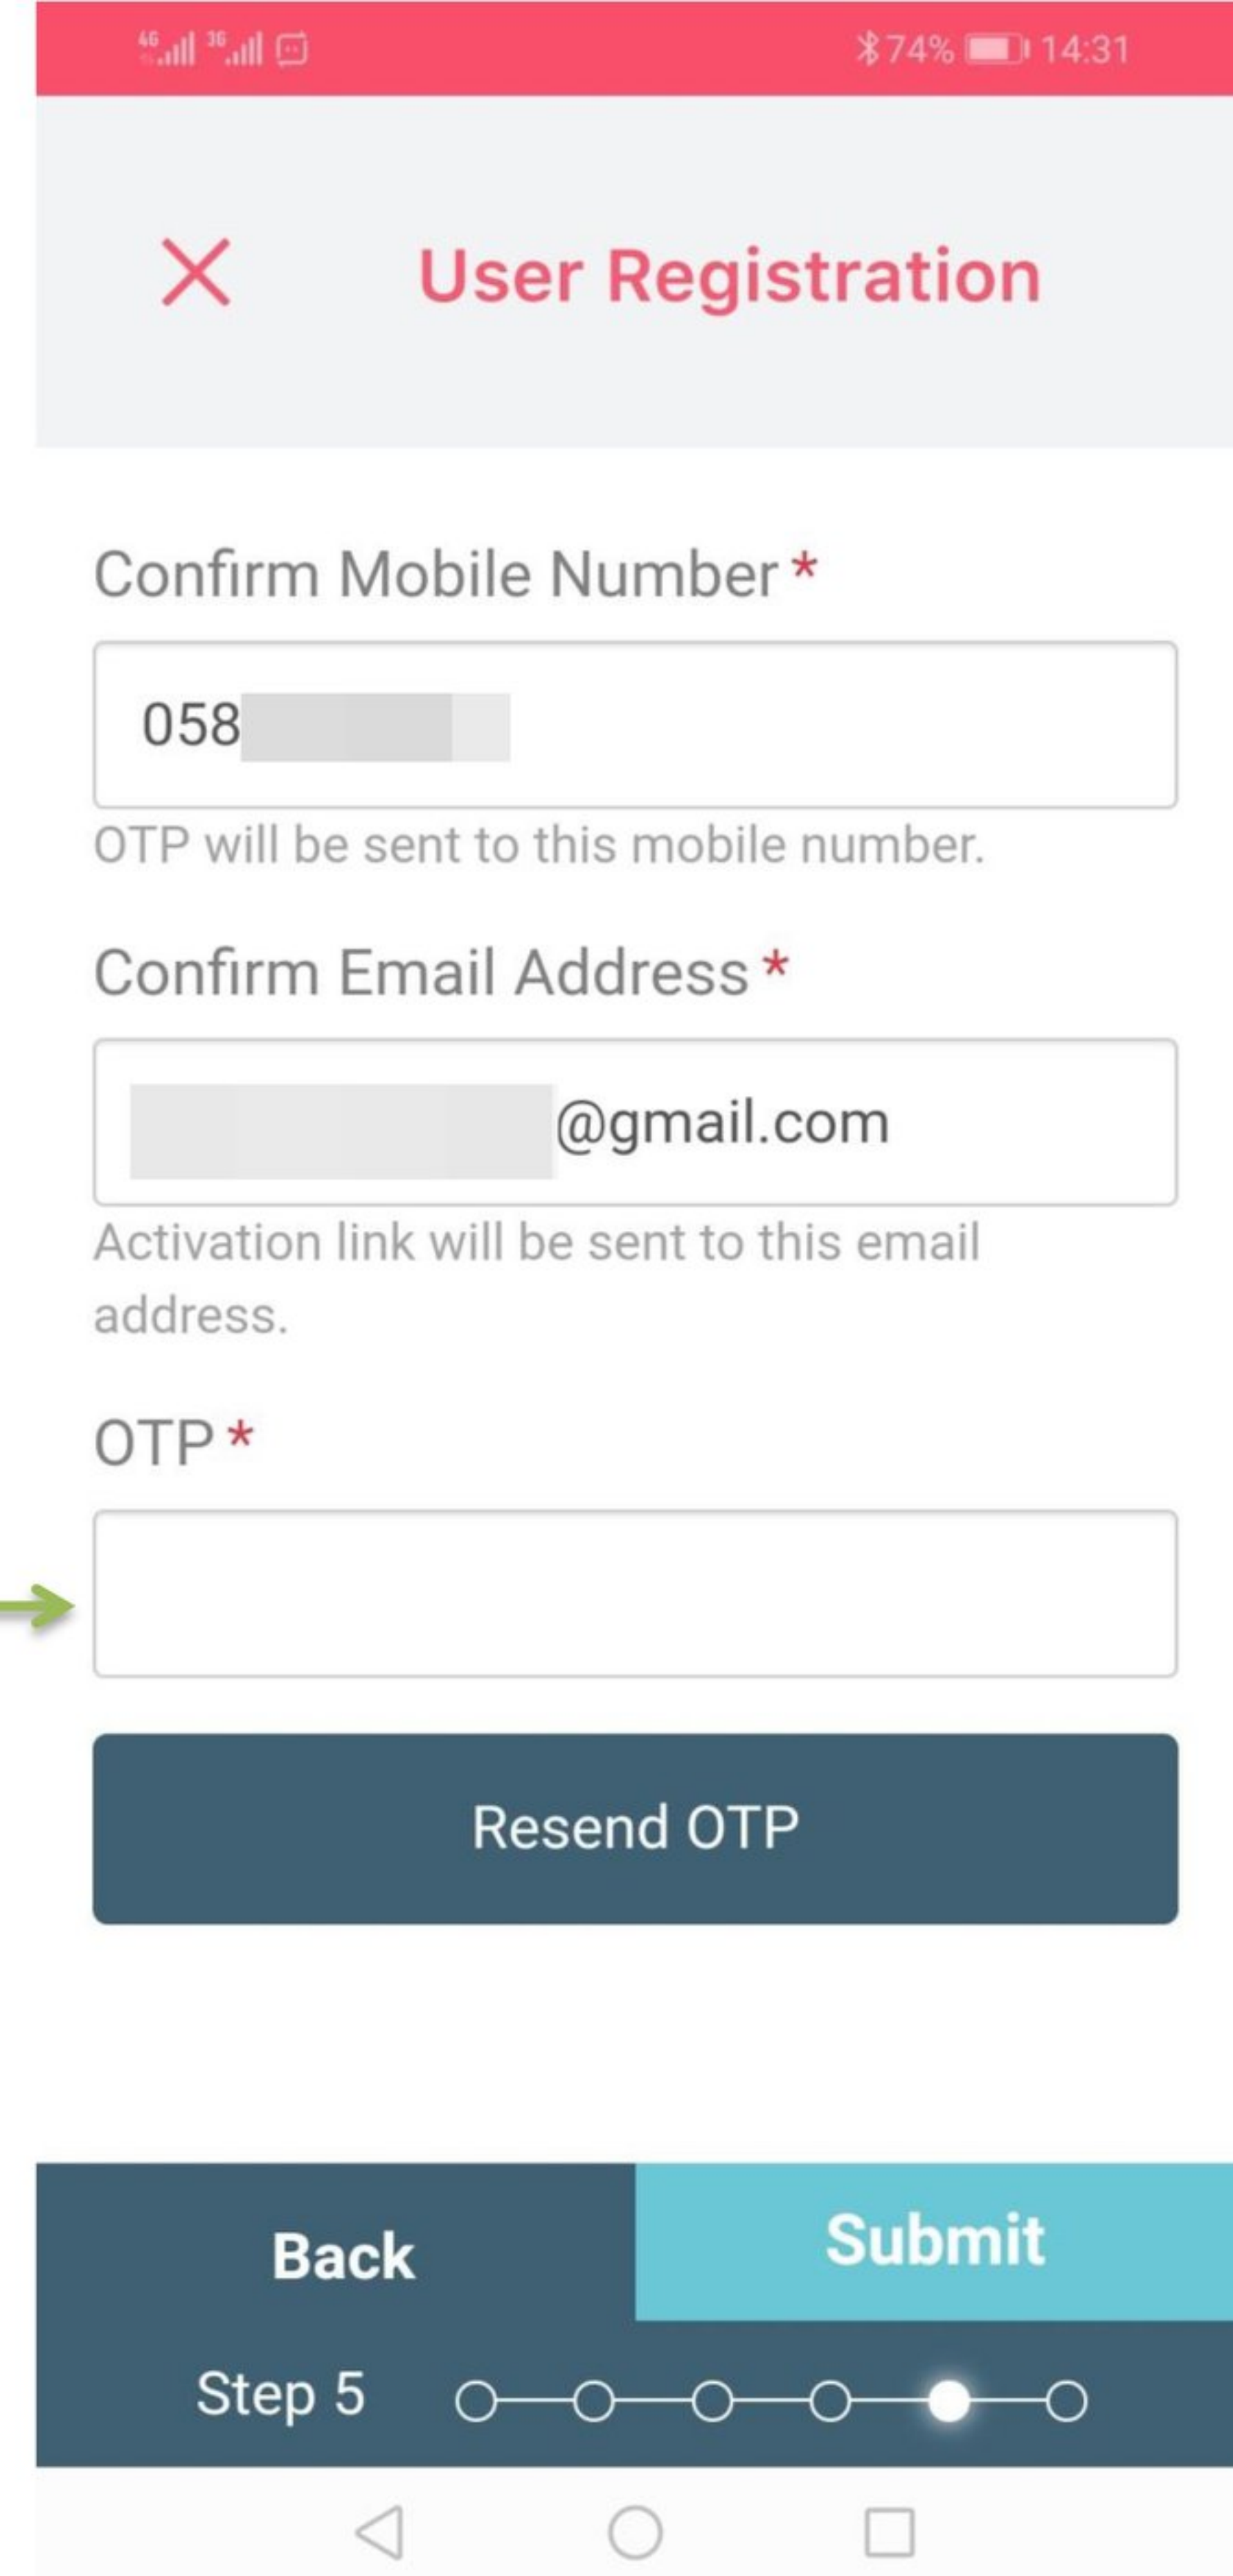 4G 3G 74% 14:31
User Registration
Confirm Mobile Number *
058
OTP will be sent to this mobile number.
Confirm Email Address *
@gmail.com
Activation link will be sent to this email
address.
OTP *
Resend OTP
Back Submit
Step 5